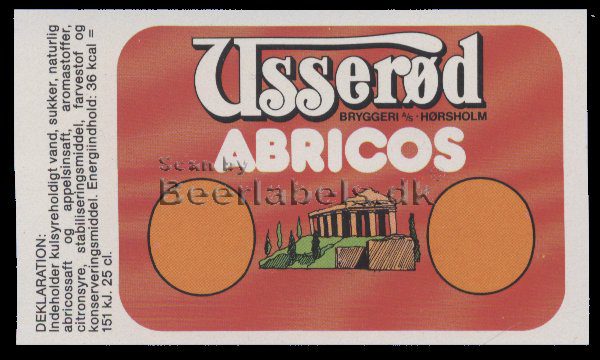 DEKLARATION:
Indeholder kulsyreholdigt vand, sukker, naturlig
abricossaft og appelsinsaft, aromastoffer,
citronsyre, stabiliseringsmiddel, farvestof og
konserveringsmiddel. Energiindhold: 36 kcal =
151 kJ. 25 cl.
Usserød
BRYGGERI A/S · HØRSHOLM
ABRICOS
Scan by
Beerlabels.dk